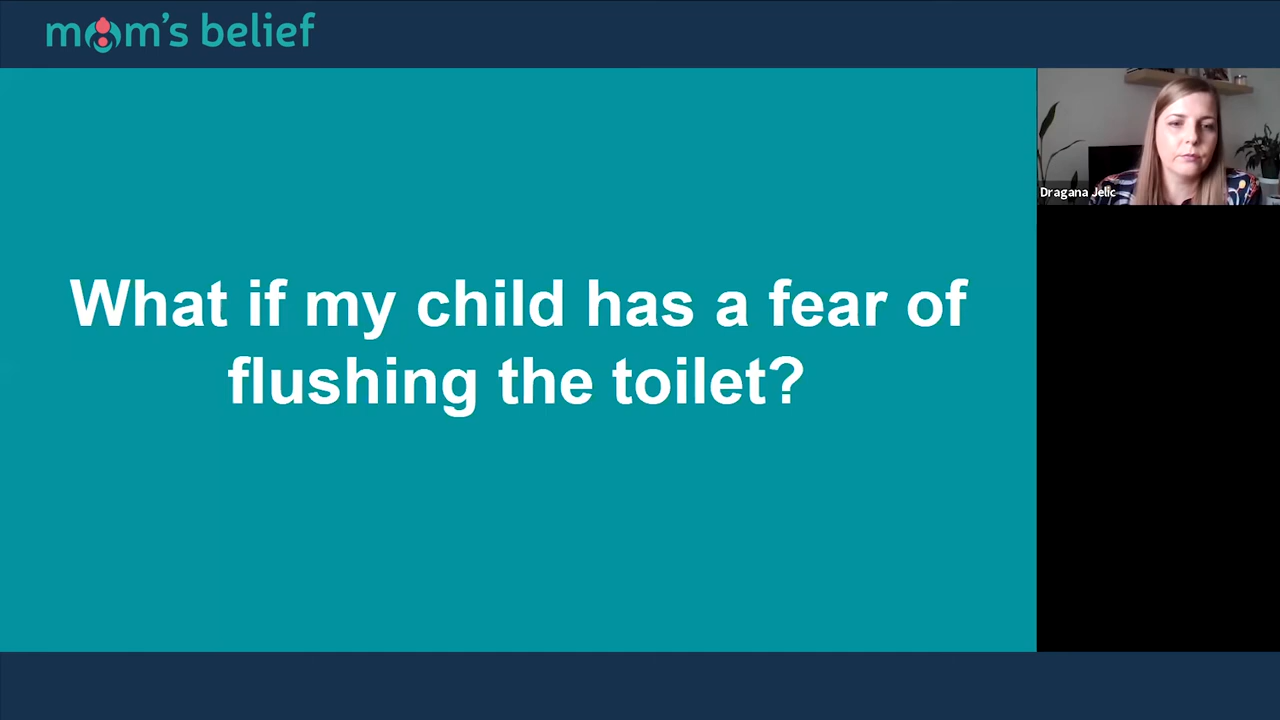 mom's belief
Dragana Jelic
What if my child has a fear of
flushing the toilet?